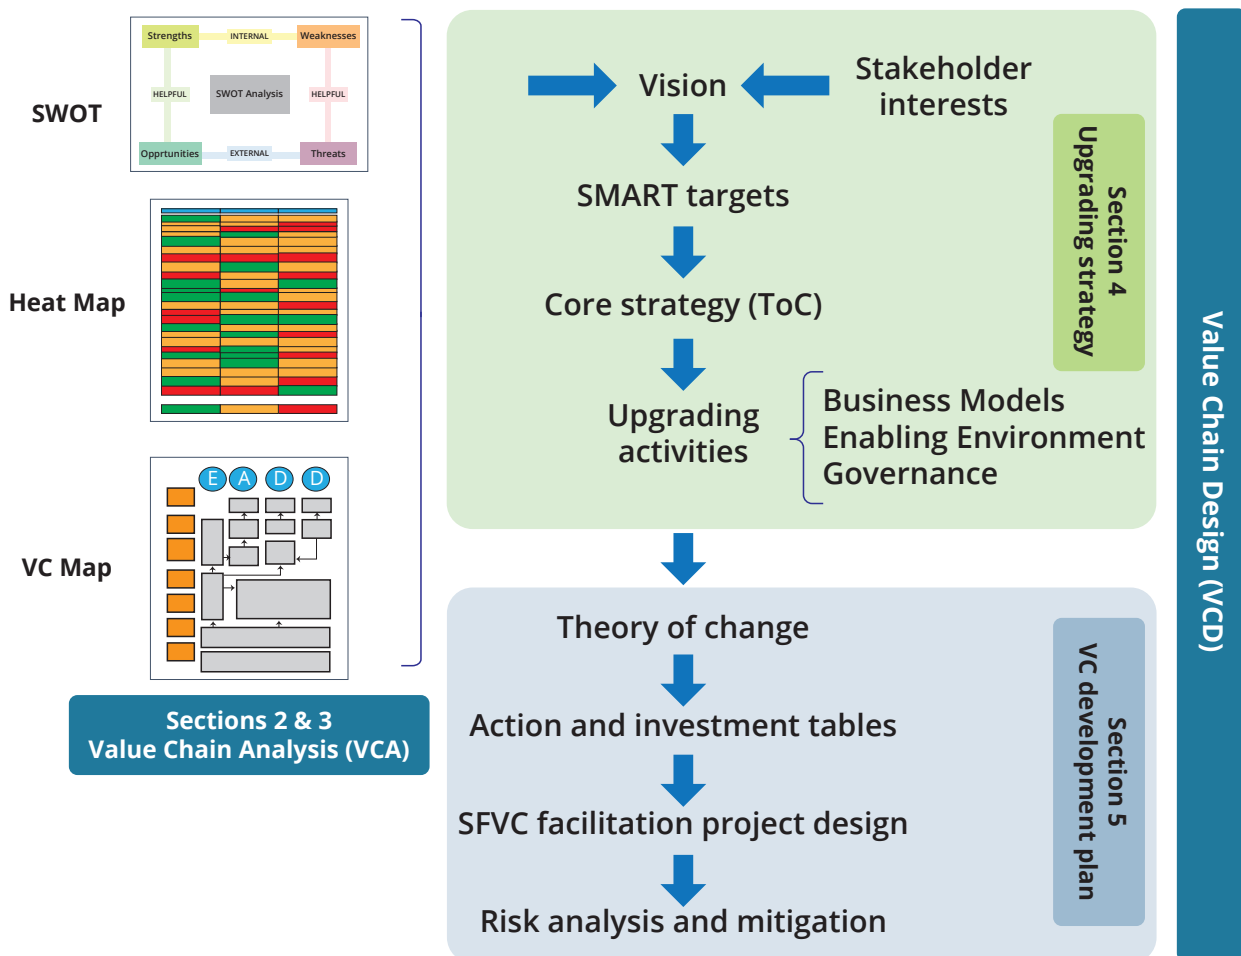 SWOT
Strengths
INTERNAL
Weaknesses
HELPFUL
SWOT Analysis
HELPFUL
Opprtunities
EXTERNAL
Threats
Heat Map
VC Map
E
A
D
D
Sections 2 & 3
Value Chain Analysis (VCA)
Vision
Stakeholder
interests
SMART targets
Core strategy (ToC)
Upgrading
activities
Business Models
Enabling Environment
Governance
Section 4
Upgrading strategy
Theory of change
Action and investment tables
SFVC facilitation project design
Risk analysis and mitigation
Section 5
VC development plan
Value Chain Design (VCD)